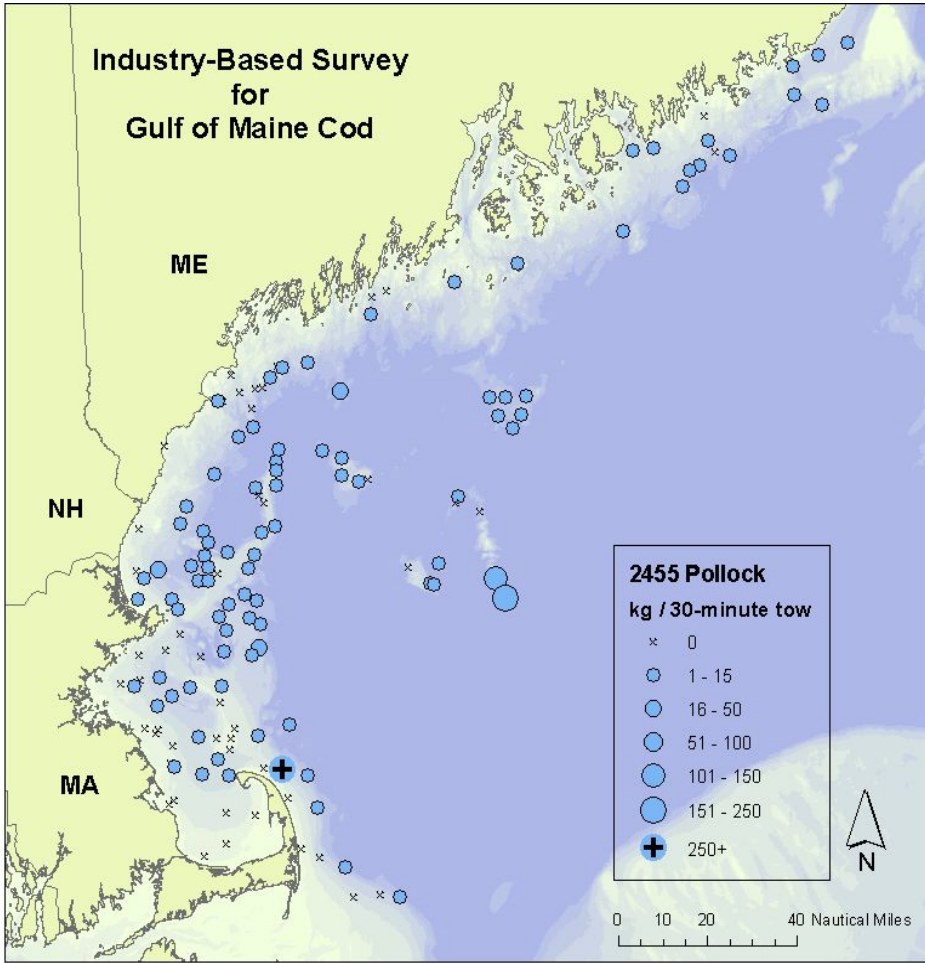 Industry-Based Survey
for
Gulf of Maine Cod
ME
NH
MA
2455 Pollock
kg / 30-minute tow
0
1 - 15
16 - 50
51 - 100
101 - 150
151 - 250
250+
N
0 10 20 40 Nautical Miles